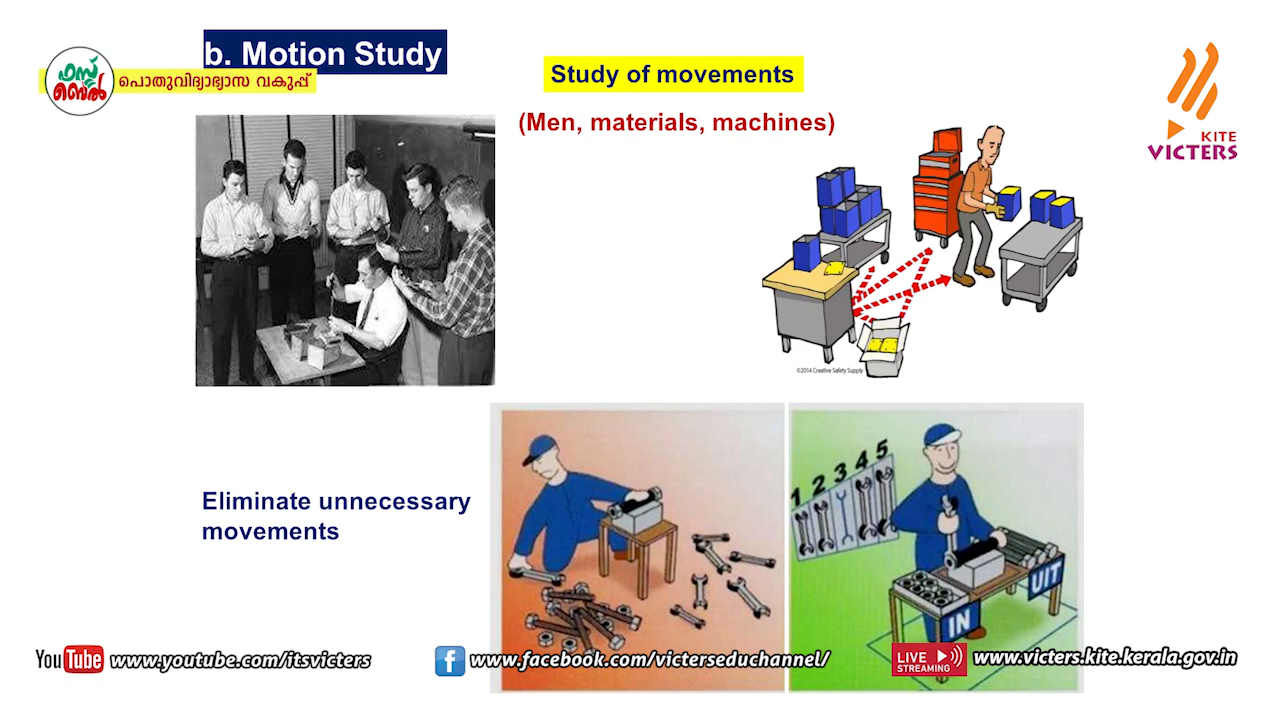 b. Motion Study
ഫസ്റ്റ്
ബെൽ
പൊതുവിദ്യാഭ്യാസ വകുപ്പ്
Study of movements
(Men, materials, machines)
KITE
VICTERS
©2014 Creative Safety Supply
Eliminate unnecessary
movements
1 2 3 4 5
IN
UIT
YouTube www.youtube.com/itsvicters
f www.facebook.com/victerseduchannel/
LIVE
STREAMING
www.victers.kite.kerala.gov.in